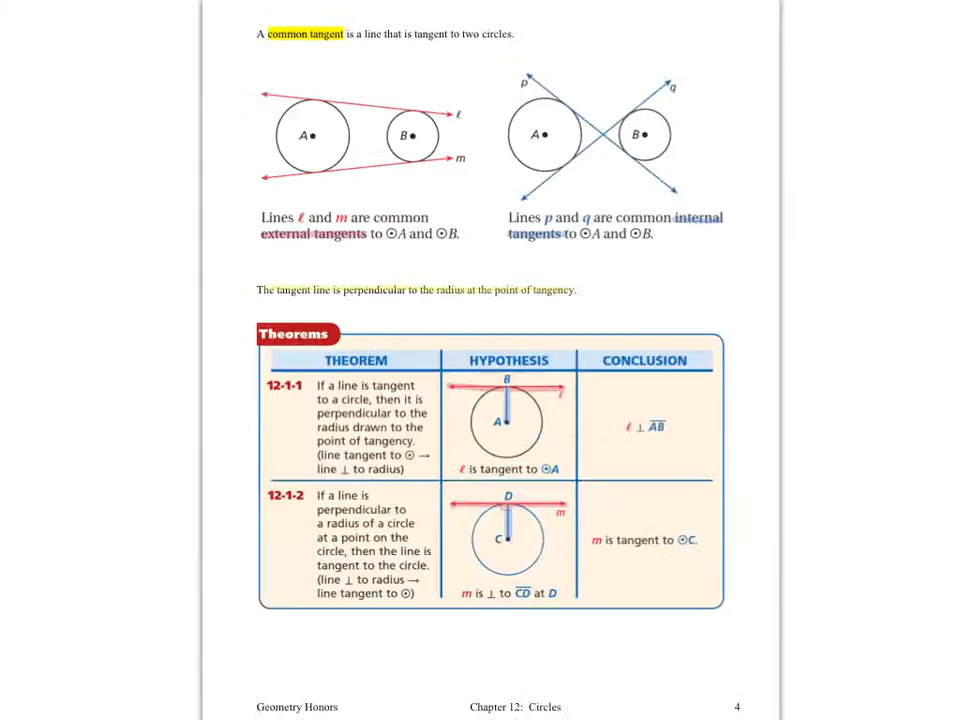 A common tangent is a line that is tangent to two circles.
A
B
ℓ
m
Lines ℓ and m are common
external tangents to ⊙A and ⊙B.
p
q
A
B
Lines p and q are common internal
tangents to ⊙A and ⊙B.
The tangent line is perpendicular to the radius at the point of tangency.
Theorems
THEOREM HYPOTHESIS CONCLUSION
12-1-1 If a line is tangent
to a circle, then it is
perpendicular to the
radius drawn to the
point of tangency.
(line tangent to ⊙ →
line ⊥ to radius)
B
ℓ
A
ℓ is tangent to ⊙A
ℓ ⊥ A̅B̅
12-1-2 If a line is
perpendicular to
a radius of a circle
at a point on the
circle, then the line is
tangent to the circle.
(line ⊥ to radius →
line tangent to ⊙)
D
m
C
m is ⊥ to C̅D̅ at D
m is tangent to ⊙C.
Geometry Honors Chapter 12: Circles 4